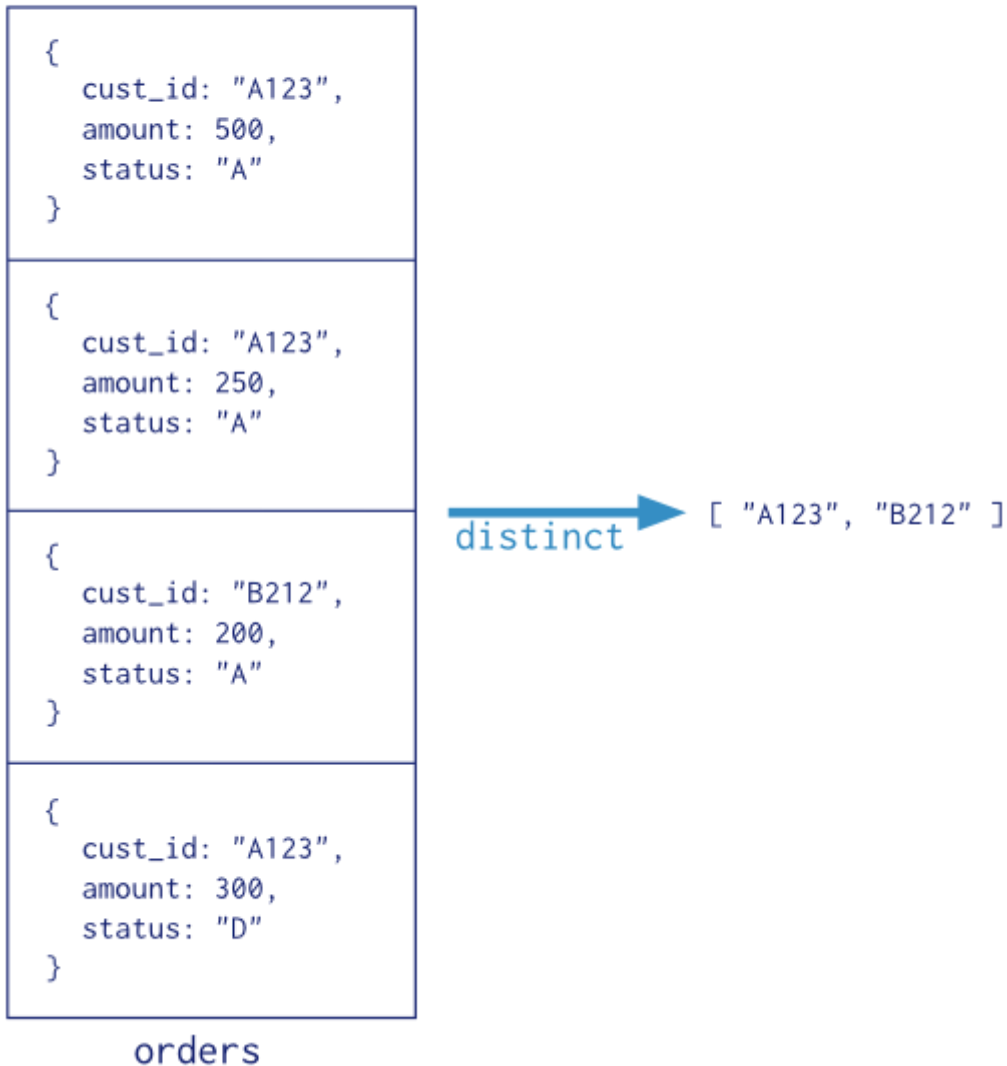 {
cust_id: "A123",
amount: 500,
status: "A"
}
{
cust_id: "A123",
amount: 250,
status: "A"
}
{
cust_id: "B212",
amount: 200,
status: "A"
}
{
cust_id: "A123",
amount: 300,
status: "D"
}
orders
distinct
[ "A123", "B212" ]